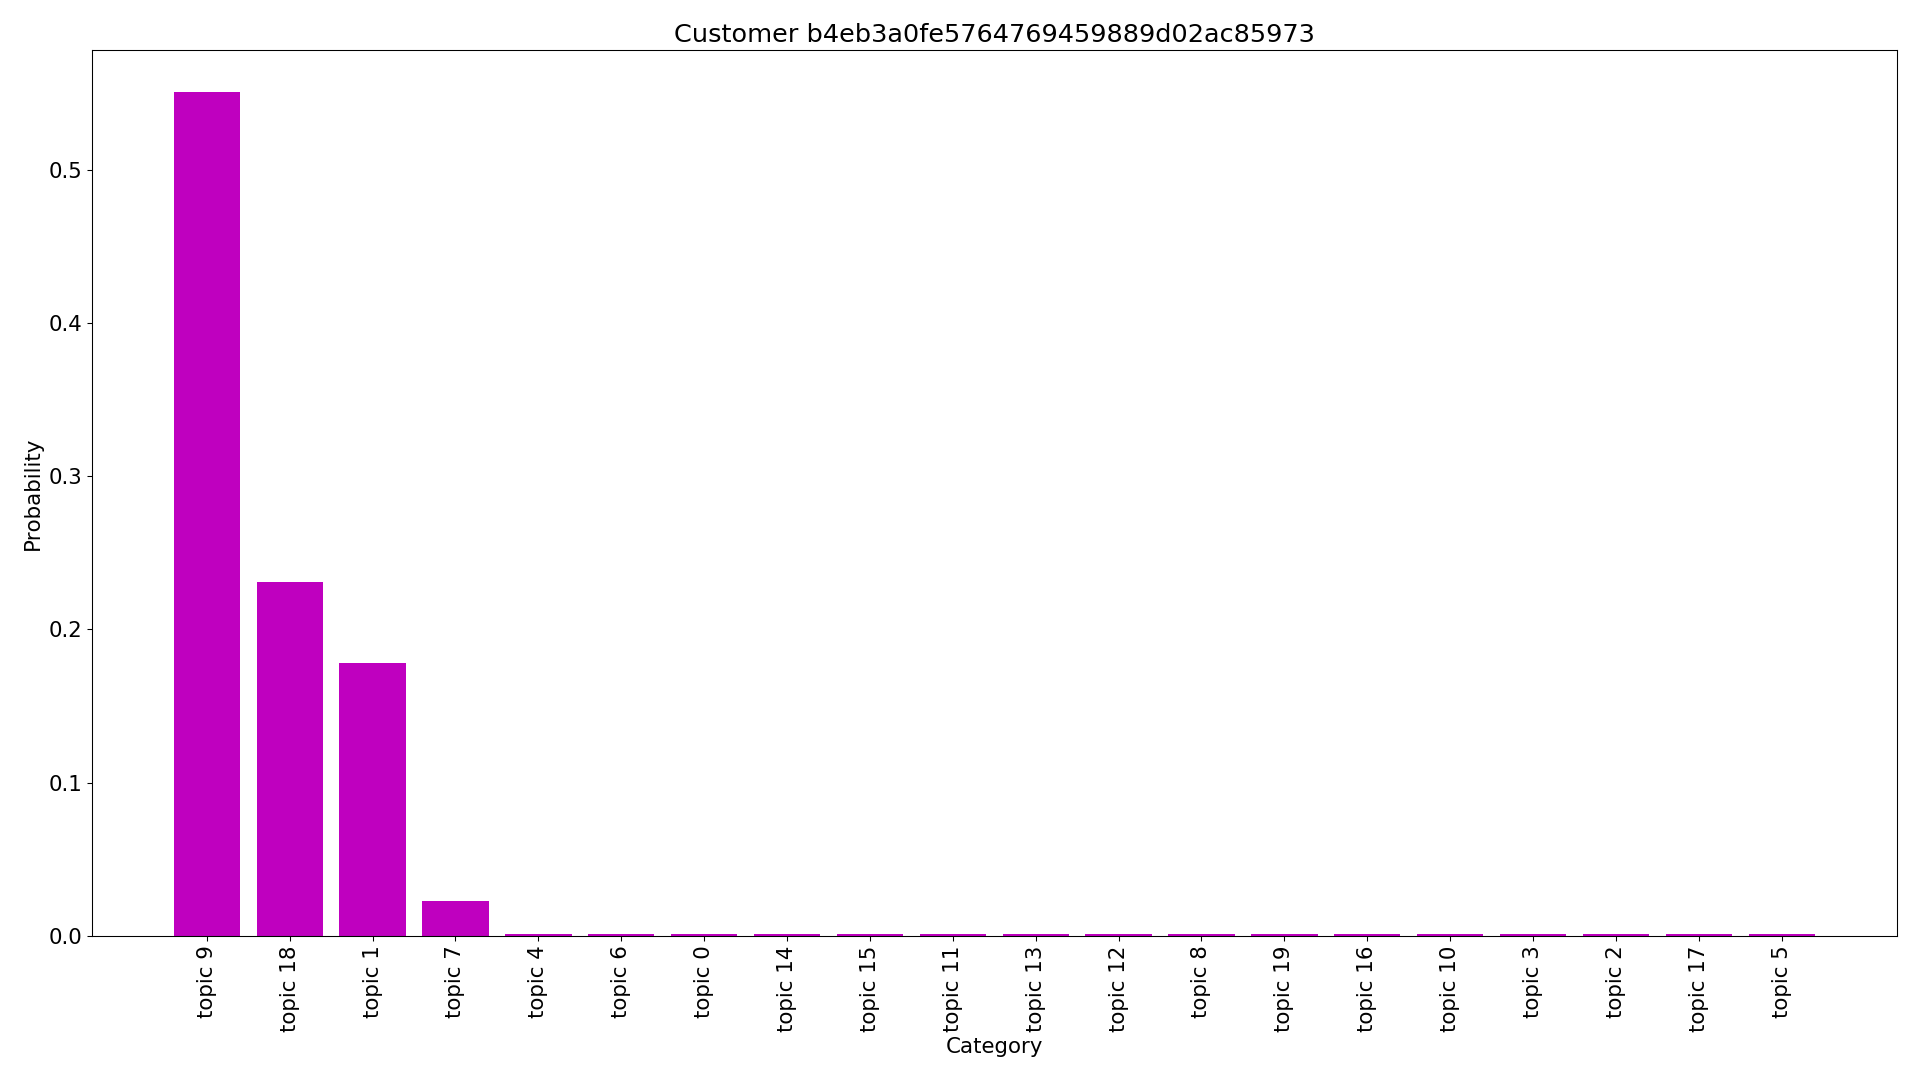 Customer b4eb3a0fe5764769459889d02ac85973
Probability
0.5
0.4
0.3
0.2
0.1
0.0
topic 9
topic 18
topic 1
topic 7
topic 4
topic 6
topic 0
topic 14
topic 15
topic 11
topic 13
topic 12
topic 8
topic 19
topic 16
topic 10
topic 3
topic 2
topic 17
topic 5
Category